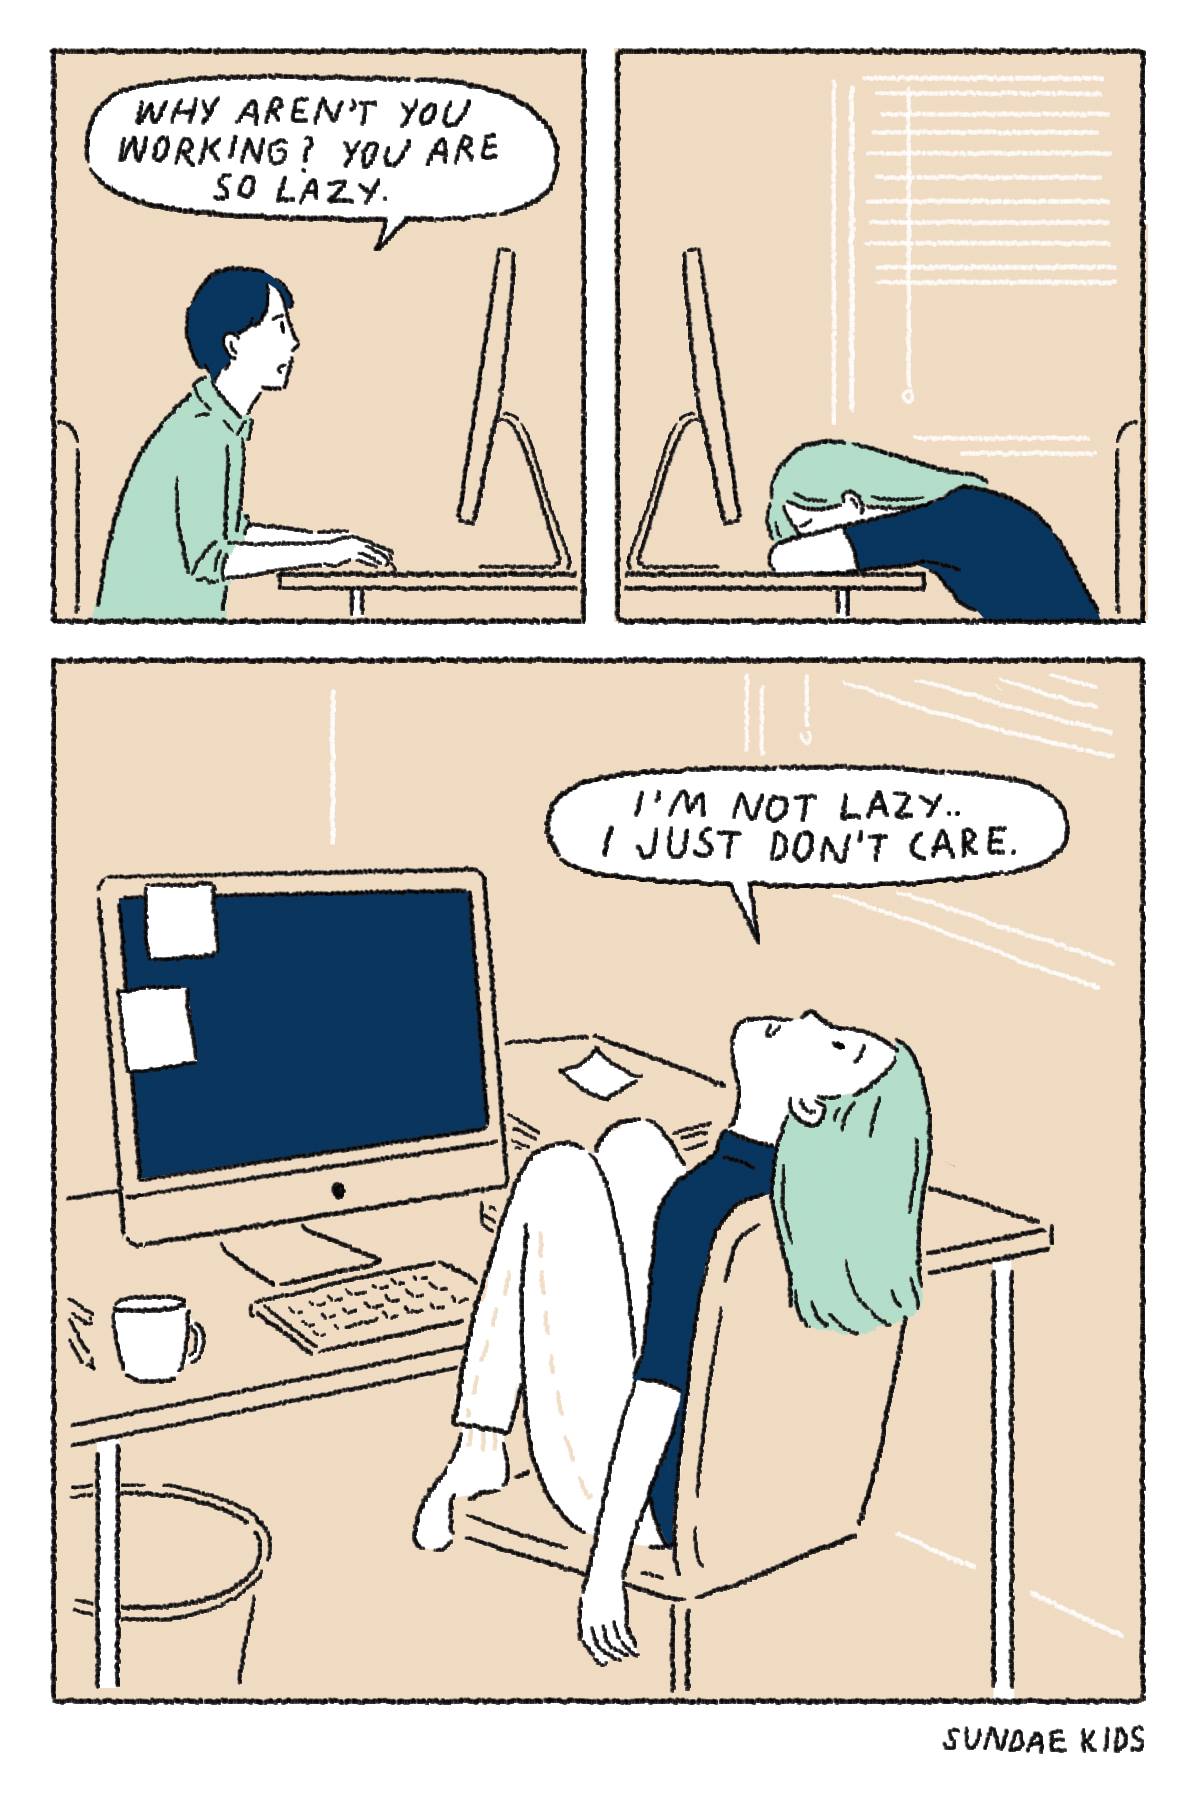 WHY AREN'T YOU
WORKING? YOU ARE
SO LAZY.
I'M NOT LAZY..
I JUST DON'T CARE.
SUNDAE KIDS